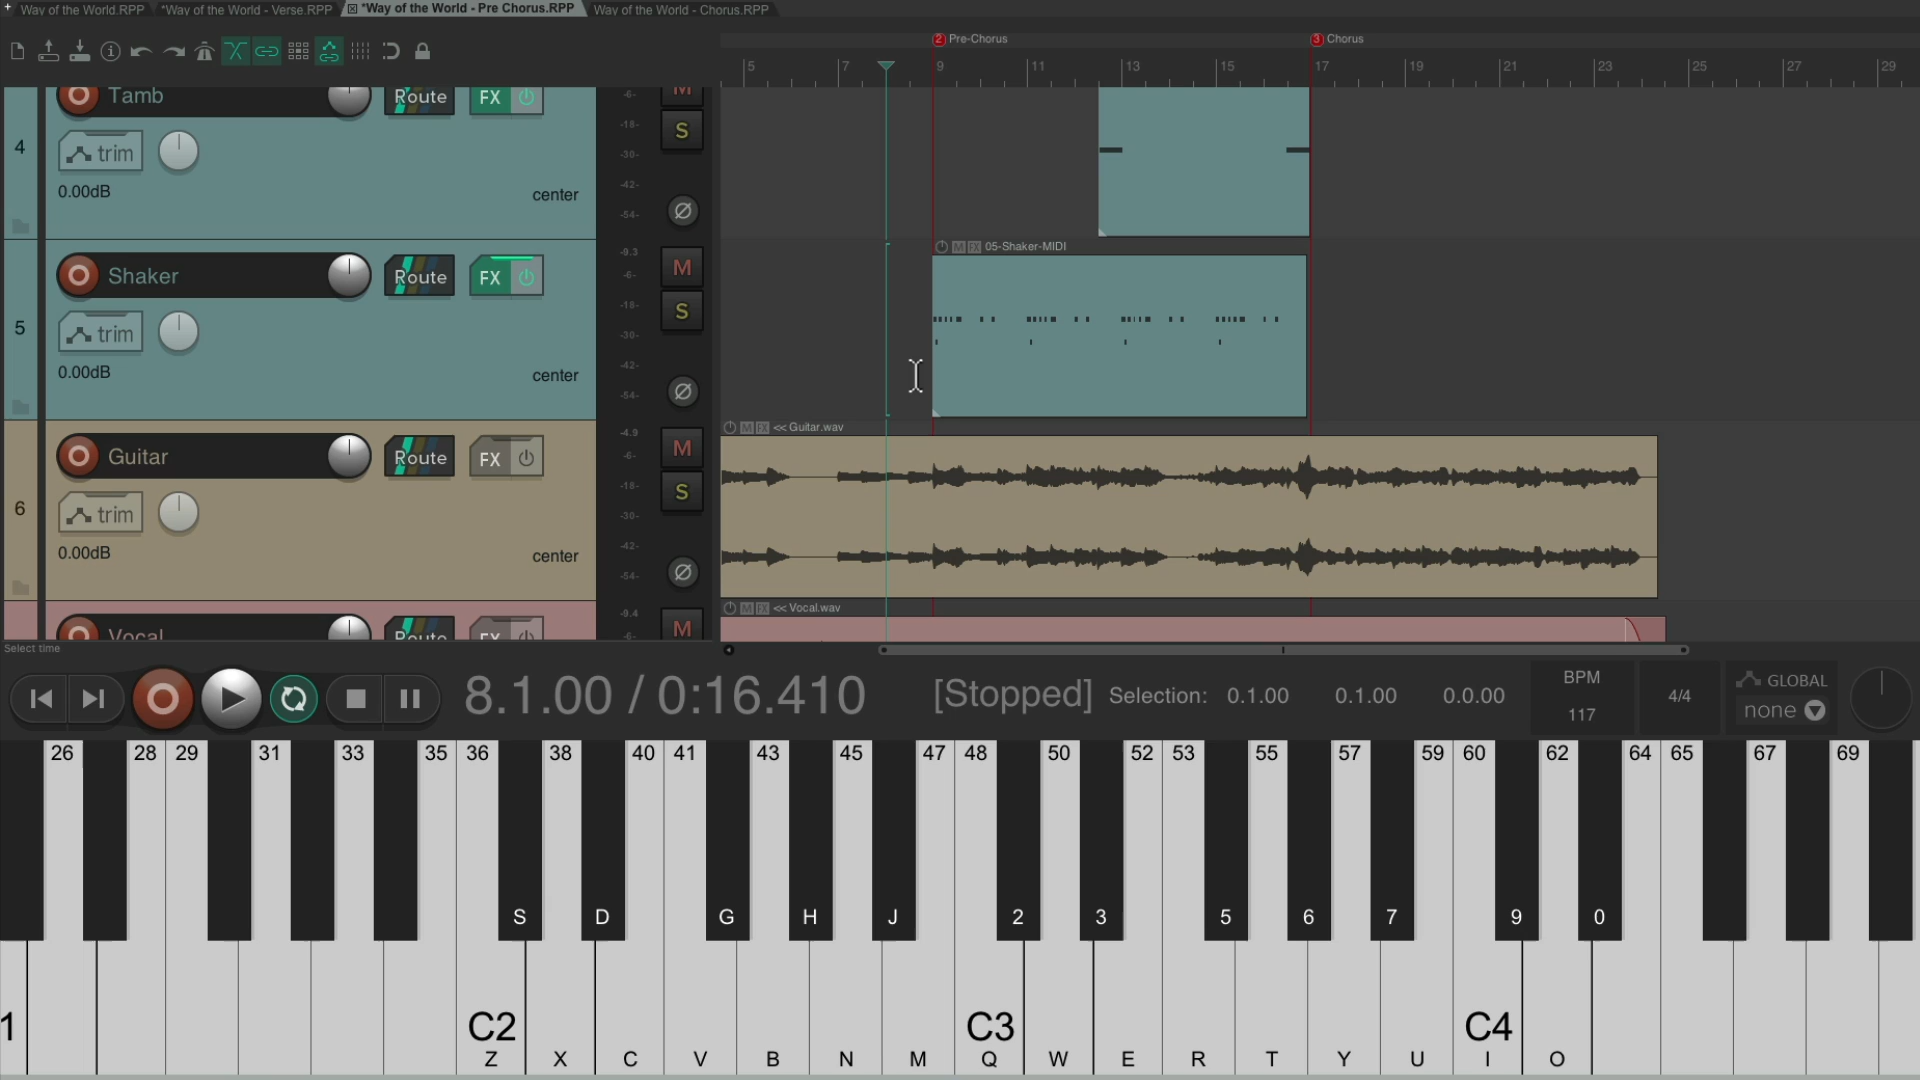 + Way of the World.RPP *Way of the World - Verse.RPP *Way of the World - Pre Chorus.RPP Way of the World - Chorus.RPP
2 Pre-Chorus 3 Chorus
5 7 9 11 13 15 17 19 21 23 25 27 29
4 Tamb Route FX -6- M
trim -18- S
-30-
0.00dB center -42-
-54- Ø
05-Shaker-MIDI
M FX
5 Shaker Route FX -9.3 -6- M
trim -18- S
-30-
0.00dB center -42-
-54- Ø
M FX << Guitar.wav
6 Guitar Route FX -4.9 -6- M
trim -18- S
-30-
0.00dB center -42-
-54- Ø
M FX << Vocal.wav
Vocal Route FX -9.4 -6- M
Select time
8.1.00 / 0:16.410 [Stopped] Selection: 0.1.00 0.1.00 0.0.00
BPM
117
4/4
GLOBAL
none
26 28 29 31 33 35 36 38 40 41 43 45 47 48 50 52 53 55 57 59 60 62 64 65 67 69
S D G H J 2 3 5 6 7 9 0
1 C2 C3 C4
Z X C V B N M Q W E R T Y U I O